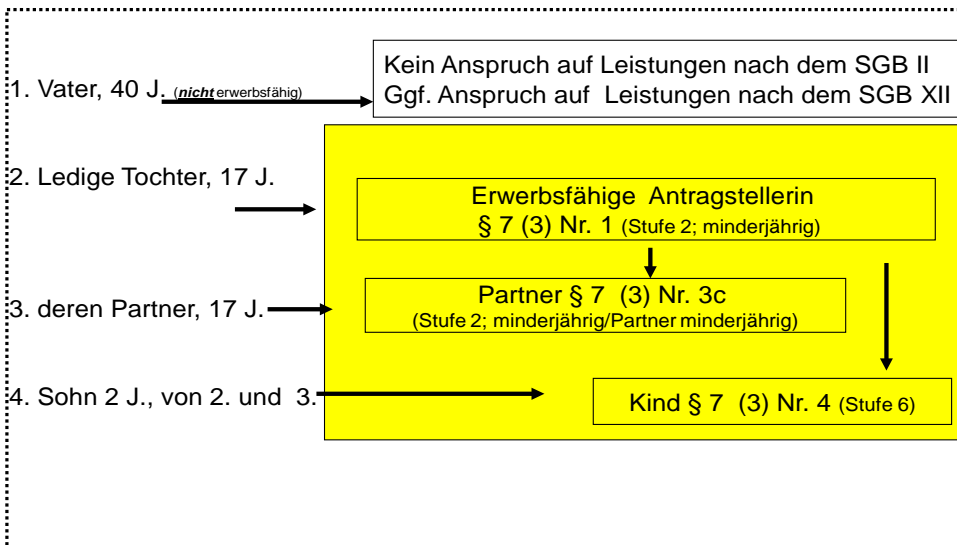 Kein Anspruch auf Leistungen nach dem SGB II
1. Vater, 40 J. (nicht erwerbsfähig)
Ggf. Anspruch auf Leistungen nach dem SGB XII
2. Ledige Tochter, 17 J.
Erwerbsfähige Antragstellerin
§ 7 (3) Nr. 1 (Stufe 2; minderjährig)
3. deren Partner, 17 J.
Partner § 7 (3) Nr. 3c
(Stufe 2; minderjährig/Partner minderjährig)
4. Sohn 2 J., von 2. und 3.
Kind § 7 (3) Nr. 4 (Stufe 6)